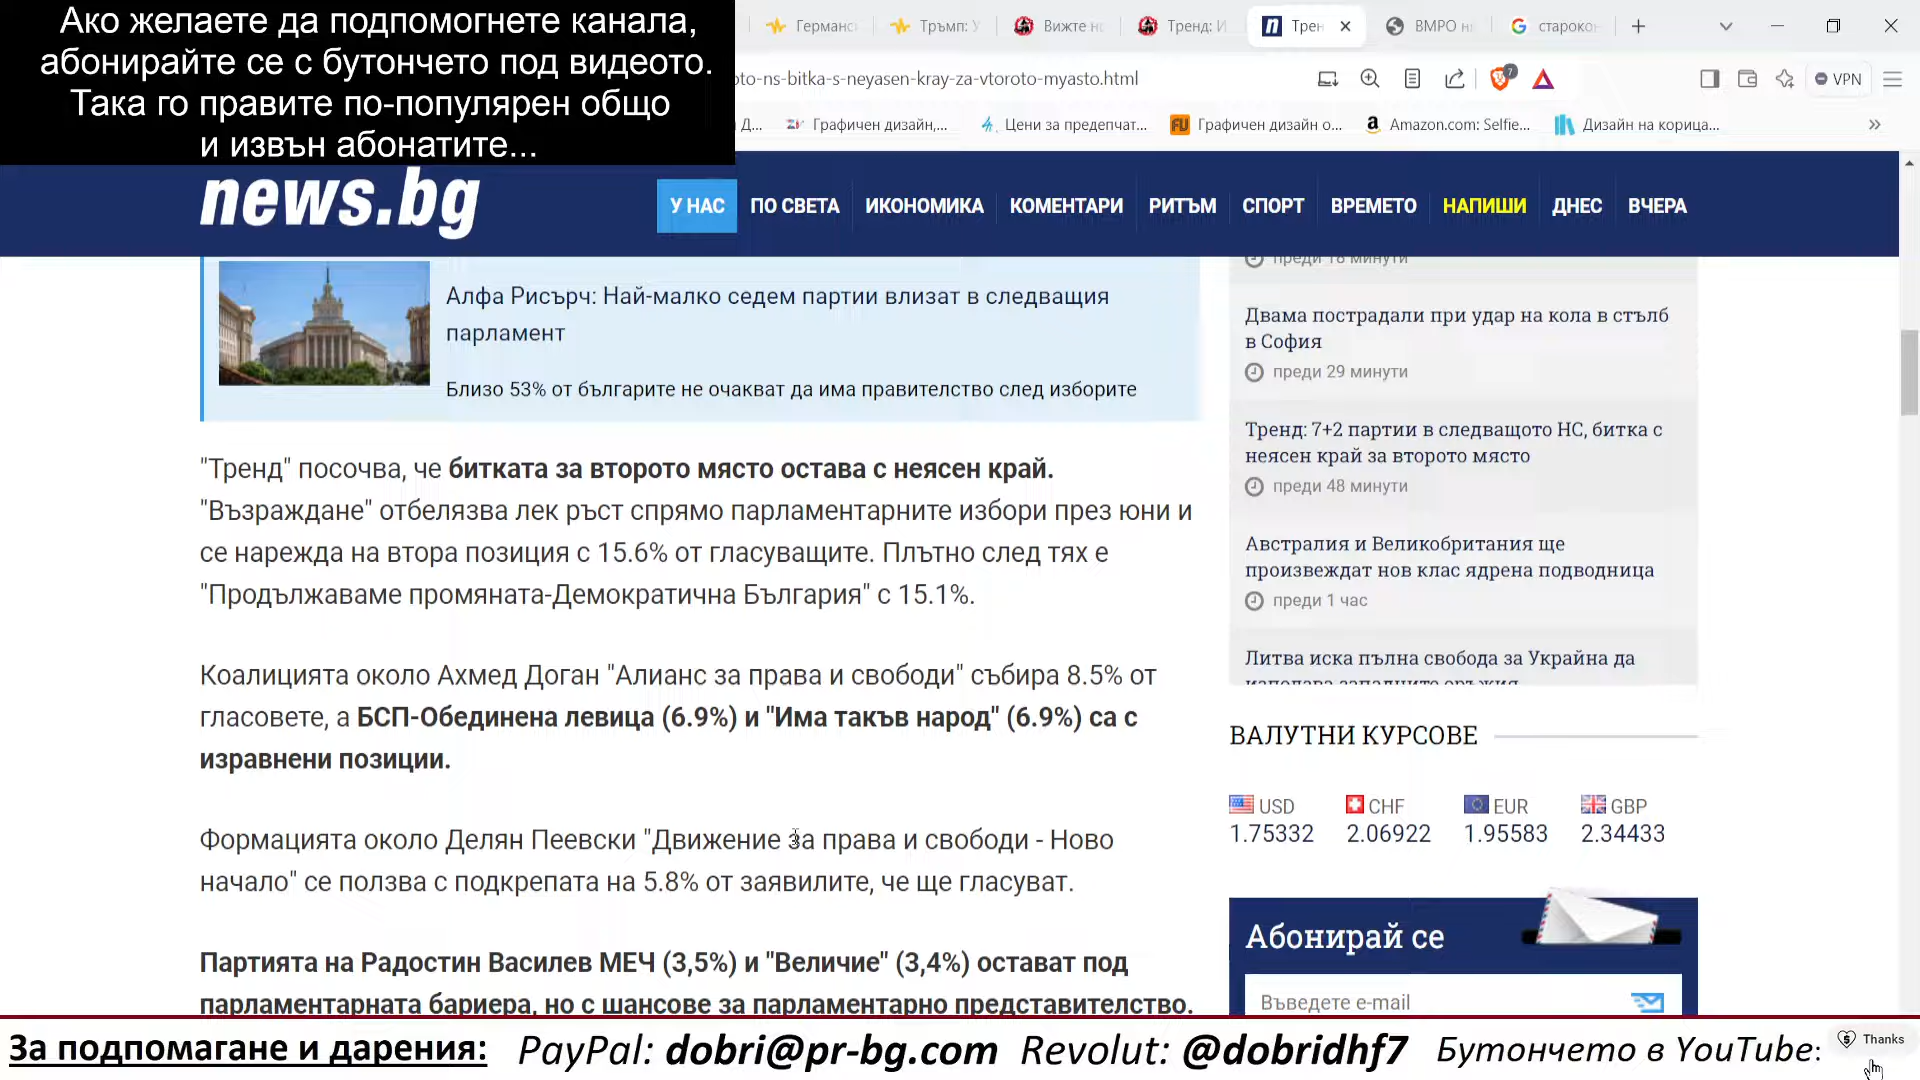 Ако желаете да подпомогнете канала,
абонирайте се с бутончето под видеото.
Така го правите по-популярен общо
и извън абонатите...
Германс
Тръмп: У
Вижте но
Тренд: И
Трен
ВМРО н
староко
oto-ns-bitka-s-neyasen-kray-za-vtoroto-myasto.html
7
VPN
Д...
Графичен дизайн,...
Цени за предепчат...
Графичен дизайн о...
Amazon.com: Selfie...
Дизайн на корица...
news.bg
У НАС
ПО СВЕТА
ИКОНОМИКА
КОМЕНТАРИ
РИТЪМ
СПОРТ
ВРЕМЕТО
НАПИШИ
ДНЕС
ВЧЕРА
Алфа Рисърч: Най-малко седем партии влизат в следващия
парламент
Близо 53% от българите не очакват да има правителство след изборите
"Тренд" посочва, че битката за второто място остава с неясен край.
"Възраждане" отбелязва лек ръст спрямо парламентарните избори през юни и
се нарежда на втора позиция с 15.6% от гласуващите. Плътно след тях е
"Продължаваме промяната-Демократична България" с 15.1%.
Коалицията около Ахмед Доган "Алианс за права и свободи" събира 8.5% от
гласовете, а БСП-Обединена левица (6.9%) и "Има такъв народ" (6.9%) са с
изравнени позиции.
Формацията около Делян Пеевски "Движение за права и свободи - Ново
начало" се ползва с подкрепата на 5.8% от заявилите, че ще гласуват.
Партията на Радостин Василев МЕЧ (3,5%) и "Величие" (3,4%) остават под
парламентарната бариера, но с шансове за парламентарно представителство.
преди 18 минути
Двама пострадали при удар на кола в стълб
в София
преди 29 минути
Тренд: 7+2 партии в следващото НС, битка с
неясен край за второто място
преди 48 минути
Австралия и Великобритания ще
произвеждат нов клас ядрена подводница
преди 1 час
Литва иска пълна свобода за Украйна да
използва западните оръжия
ВАЛУТНИ КУРСОВЕ
USD
CHF
EUR
GBP
1.75332
2.06922
1.95583
2.34433
Абонирай се
Въведете e-mail
За подпомагане и дарения: PayPal: dobri@pr-bg.com Revolut: @dobridhf7 Бутончето в YouTube:
Thanks